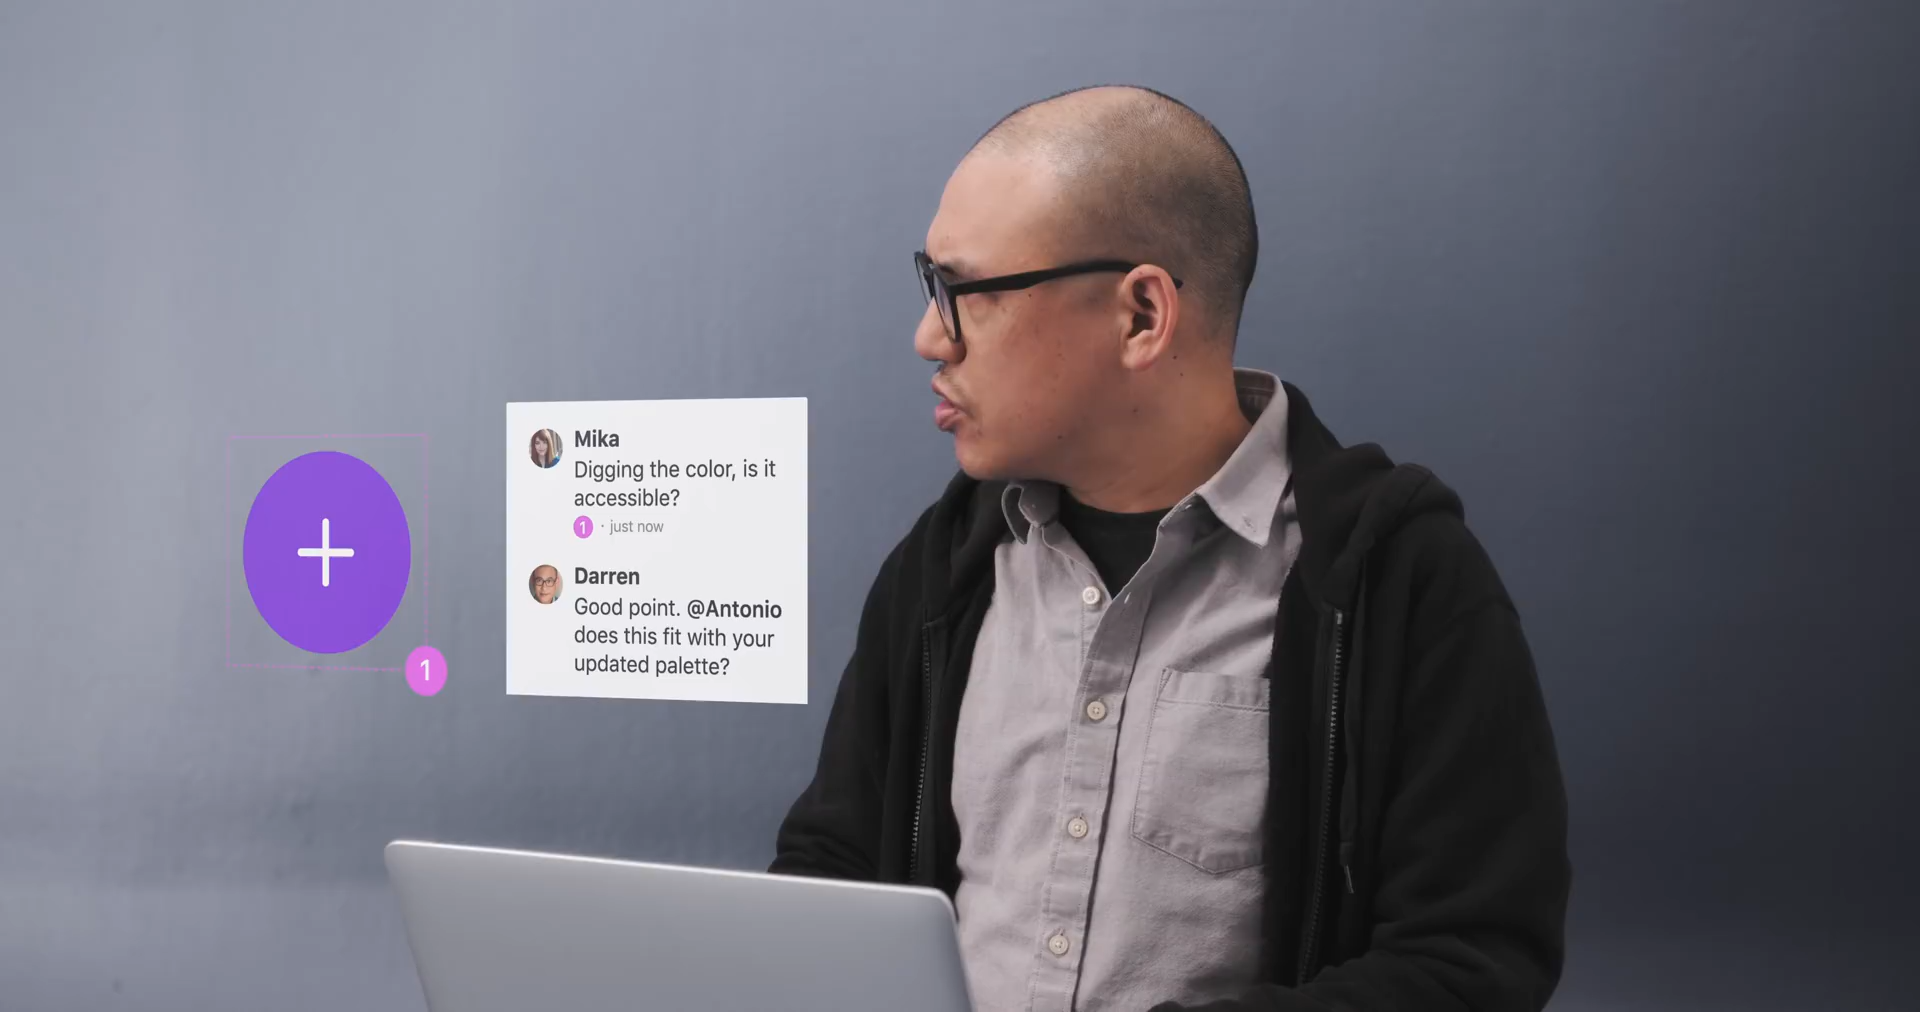 Mika
Digging the color, is it
accessible?
1 · just now
Darren
Good point. @Antonio
does this fit with your
updated palette?
1